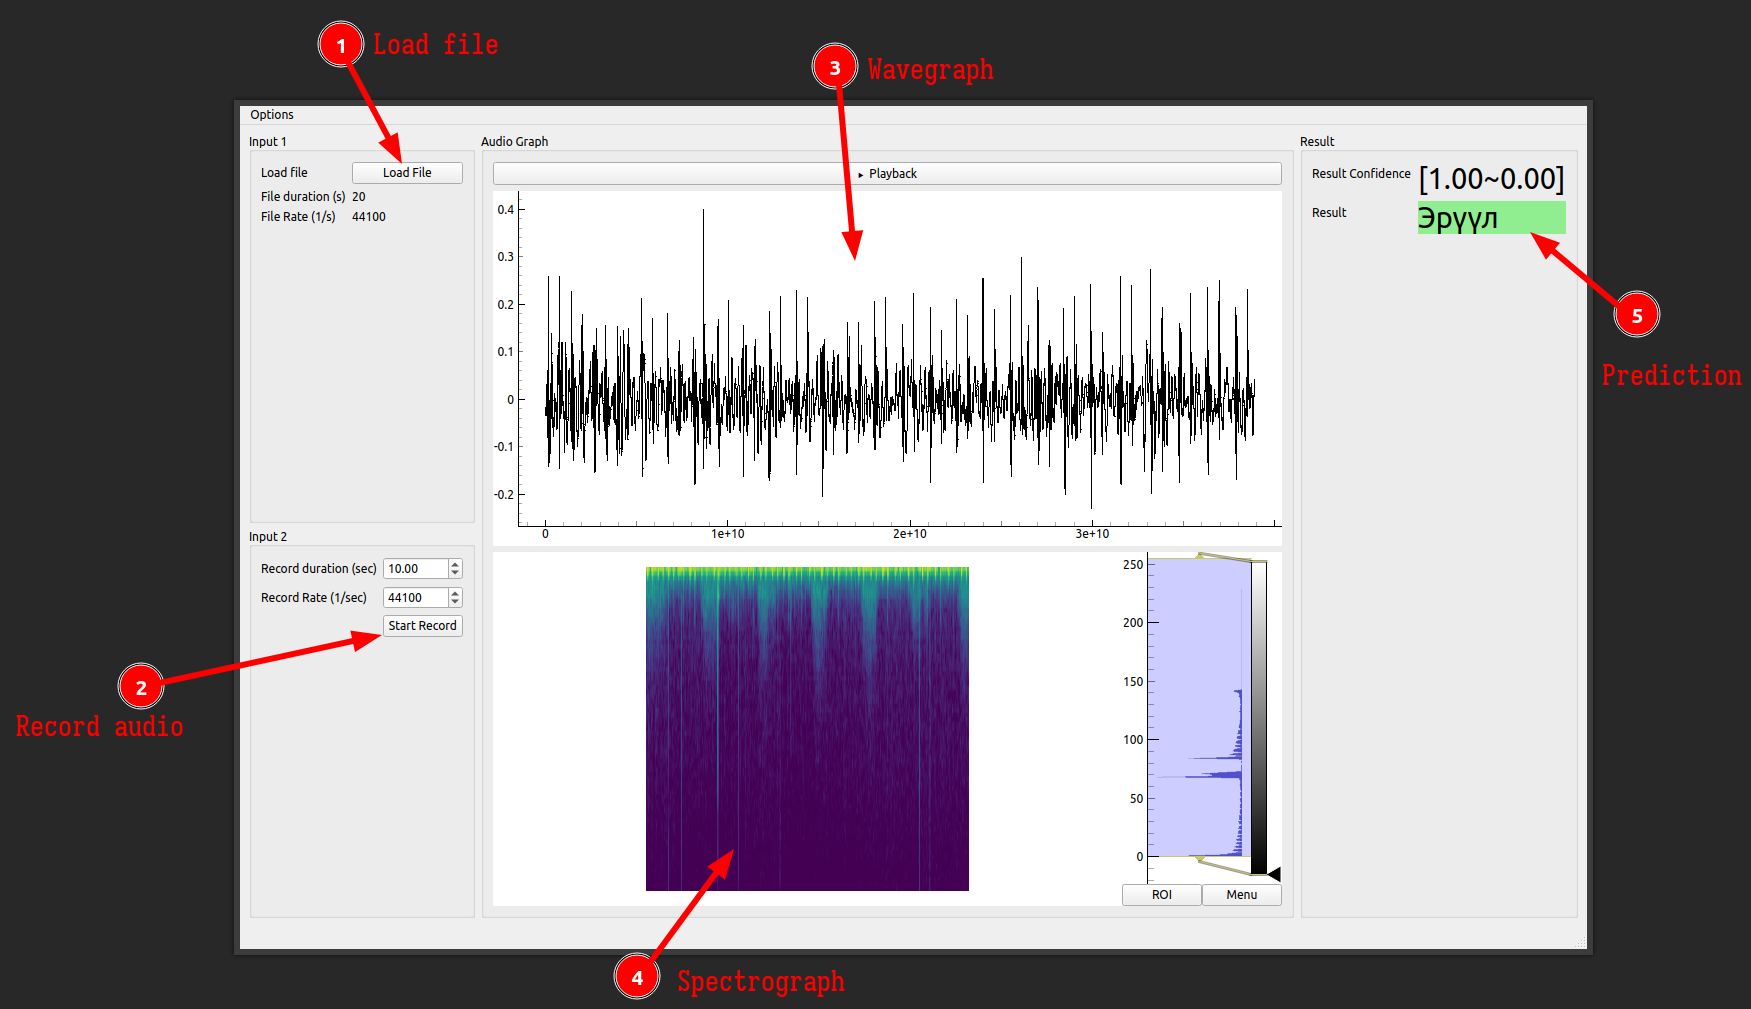 1 Load file
3 Wavegraph
Options
Input 1
Load file
Load File
File duration (s) 20
File Rate (1/s) 44100
Audio Graph
▸ Playback
0.4
0.3
0.2
0.1
0
-0.1
-0.2
0
1e+10
2e+10
3e+10
Result
Result Confidence [1.00~0.00]
Result Эрүүл
5
Prediction
Input 2
Record duration (sec) 10.00
Record Rate (1/sec) 44100
Start Record
2
Record audio
250
200
150
100
50
0
ROI
Menu
4 Spectrograph